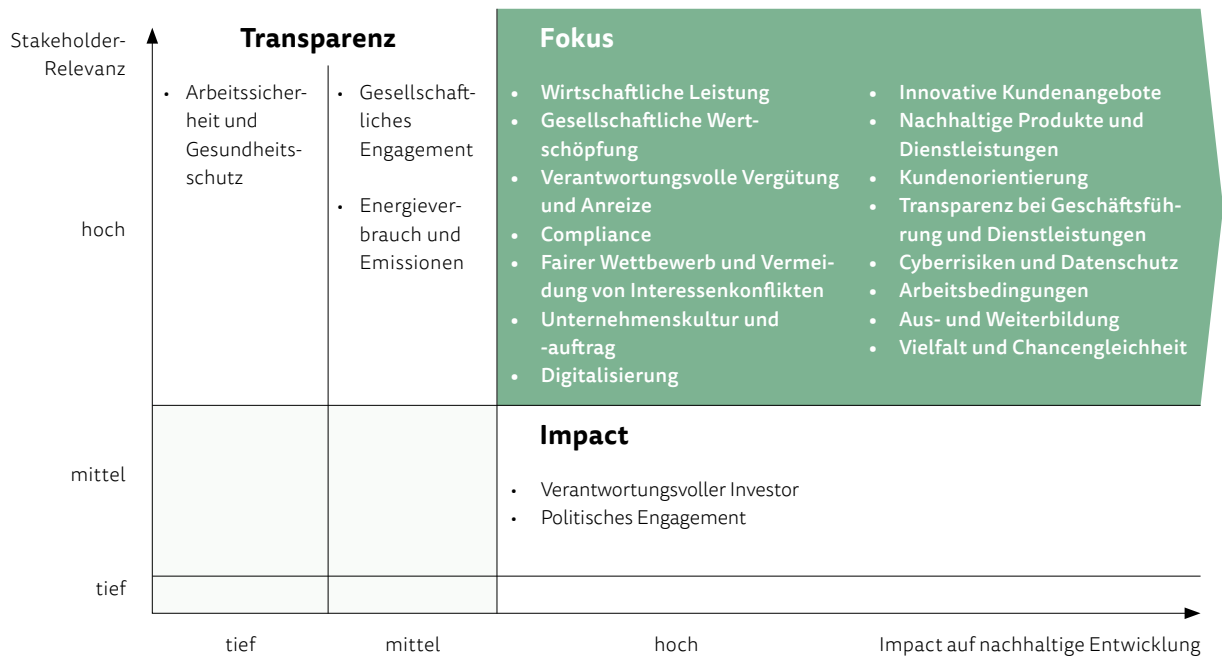 Stakeholder-
Relevanz
Transparenz
Fokus
• Arbeitssicher-
heit und
Gesundheits-
schutz
• Gesellschaft-
liches
Engagement
• Energiever-
brauch und
Emissionen
• Wirtschaftliche Leistung
• Gesellschaftliche Wert-
schöpfung
• Verantwortungsvolle Vergütung
und Anreize
• Compliance
• Fairer Wettbewerb und Vermei-
dung von Interessenkonflikten
• Unternehmenskultur und
-auftrag
• Digitalisierung
• Innovative Kundenangebote
• Nachhaltige Produkte und
Dienstleistungen
• Kundenorientierung
• Transparenz bei Geschäftsfüh-
rung und Dienstleistungen
• Cyberrisiken und Datenschutz
• Arbeitsbedingungen
• Aus- und Weiterbildung
• Vielfalt und Chancengleichheit
hoch
Impact
mittel
• Verantwortungsvoller Investor
• Politisches Engagement
tief
tief
mittel
hoch
Impact auf nachhaltige Entwicklung